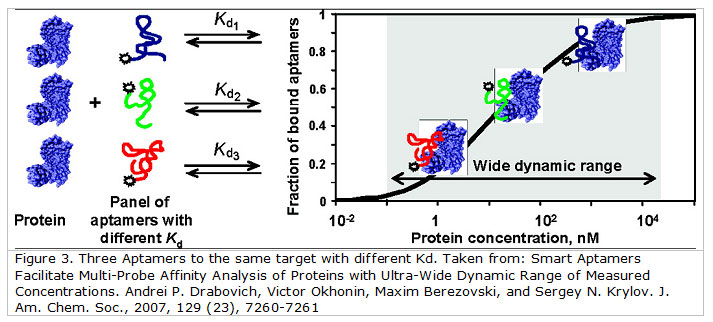 Kd1
Kd2
+
Kd3
Protein
Panel of
aptamers with
different Kd
Fraction of bound aptamers
1
0.8
0.6
0.4
0.2
0
Wide dynamic range
10-2
1
102
104
Protein concentration, nM
Figure 3. Three Aptamers to the same target with different Kd. Taken from: Smart Aptamers
Facilitate Multi-Probe Affinity Analysis of Proteins with Ultra-Wide Dynamic Range of Measured
Concentrations. Andrei P. Drabovich, Victor Okhonin, Maxim Berezovski, and Sergey N. Krylov. J.
Am. Chem. Soc., 2007, 129 (23), 7260-7261